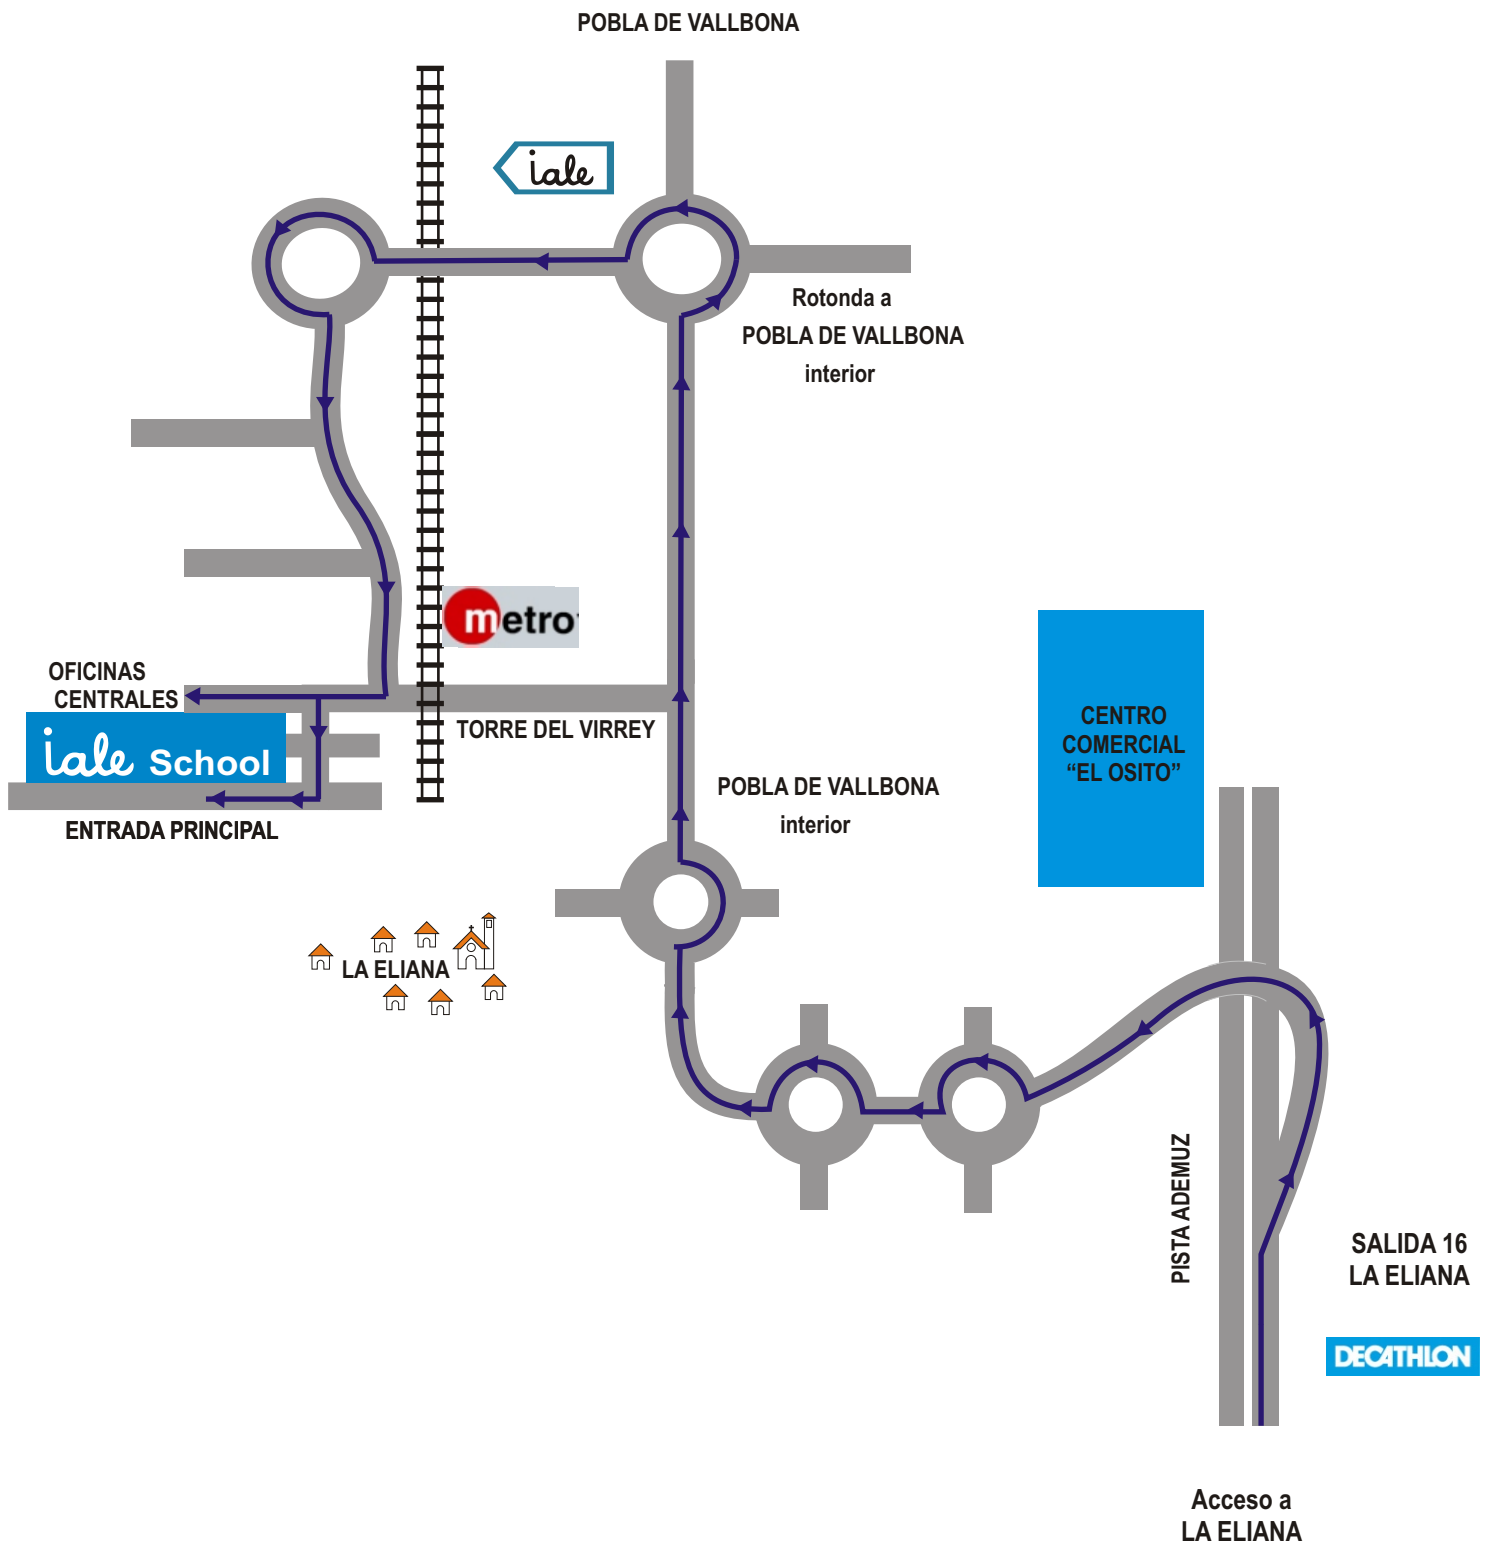 POBLA DE VALLBONA
iale
Rotonda a
POBLA DE VALLBONA
interior
metro
OFICINAS
CENTRALES
iale School
TORRE DEL VIRREY
ENTRADA PRINCIPAL
POBLA DE VALLBONA
interior
CENTRO
COMERCIAL
“EL OSITO”
LA ELIANA
PISTA ADEMUZ
SALIDA 16
LA ELIANA
DECATHLON
Acceso a
LA ELIANA